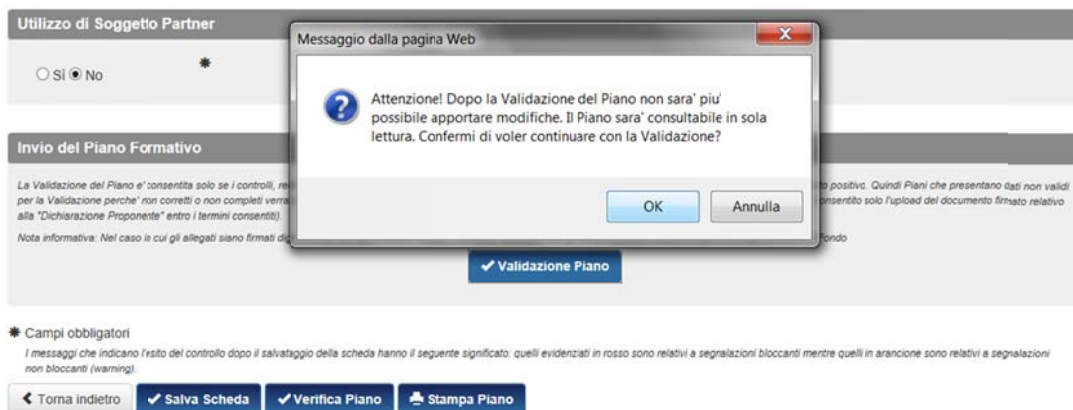 Utilizzo di Soggetto Partner
Sì No
Messaggio dalla pagina Web
Attenzione! Dopo la Validazione del Piano non sara' piu'
possibile apportare modifiche. Il Piano sara' consultabile in sola
lettura. Confermi di voler continuare con la Validazione?
OK Annulla
Invio del Piano Formativo
La Validazione del Piano e' consentita solo se i controlli, positivo. Quindi Piani che presentano dati non validi
per la Validazione perche' non corretti o non completi solo l'upload del documento firmato relativo
alla "Dichiarazione Proponente" entro i termini consentiti).
Nota informativa: Nel caso in cui gli allegati siano firmati Fondo
Validazione Piano
Campi obbligatori
I messaggi che indicano l'esito del controllo dopo il salvataggio della scheda hanno il seguente significato: quelli evidenziati in rosso sono relativi a segnalazioni bloccanti mentre quelli in arancione sono relativi a segnalazioni
non bloccanti (warning).
Torna indietro Salva Scheda Verifica Piano Stampa Piano